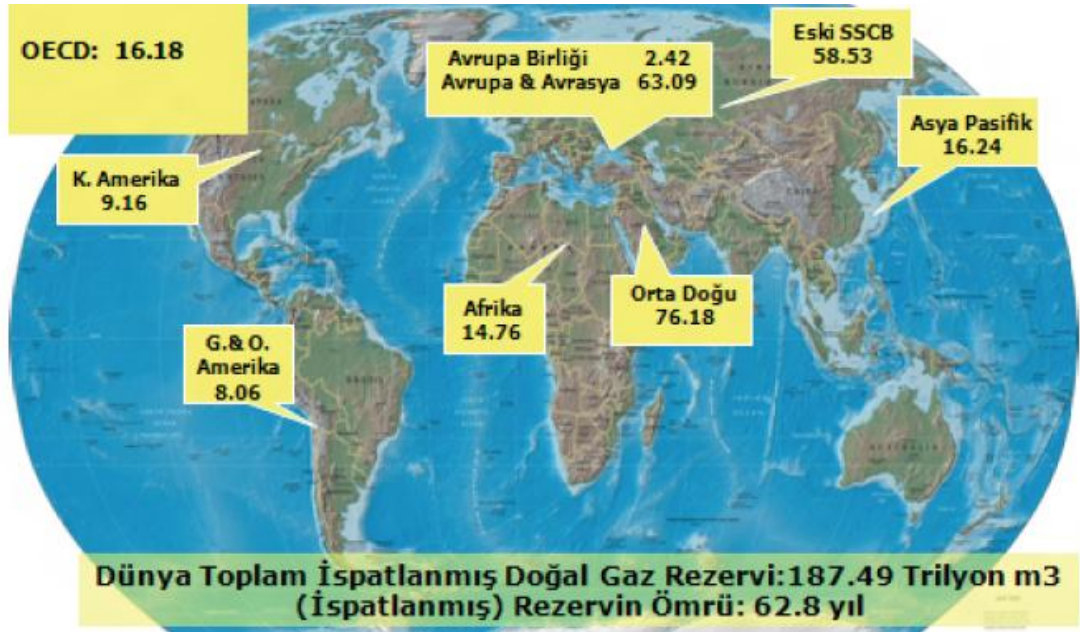 OECD: 16.18
Avrupa Birliği 2.42
Avrupa & Avrasya 63.09
Eski SSCB
58.53
Asya Pasifik
16.24
K. Amerika
9.16
Afrika
14.76
Orta Doğu
76.18
G.& O.
Amerika
8.06
Dünya Toplam İspatlanmış Doğal Gaz Rezervi:187.49 Trilyon m3
(İspatlanmış) Rezervin Ömrü: 62.8 yıl